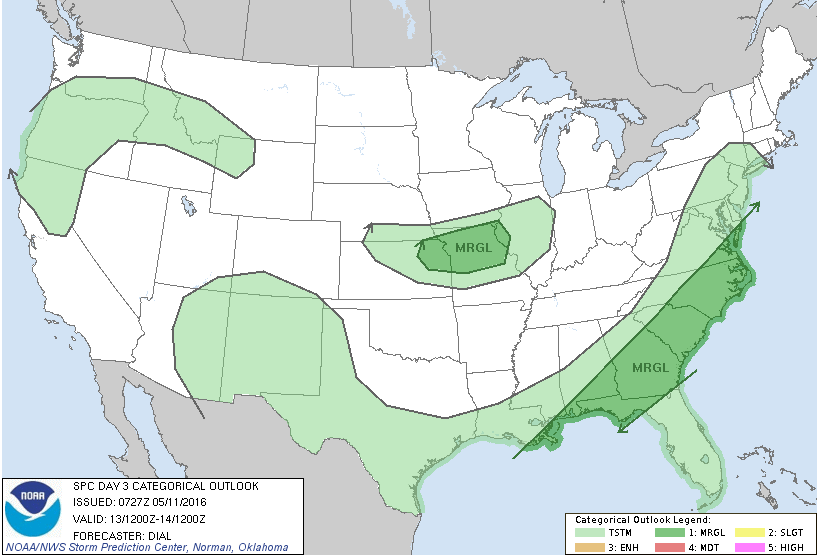 MRGL
MRGL
NOAA
SPC DAY 3 CATEGORICAL OUTLOOK
ISSUED: 0727Z 05/11/2016
VALID: 13/1200Z-14/1200Z
FORECASTER: DIAL
NOAA/NWS Storm Prediction Center, Norman, Oklahoma
Categorical Outlook Legend:
TSTM 1: MRGL 2: SLGT
3: ENH 4: MDT 5: HIGH